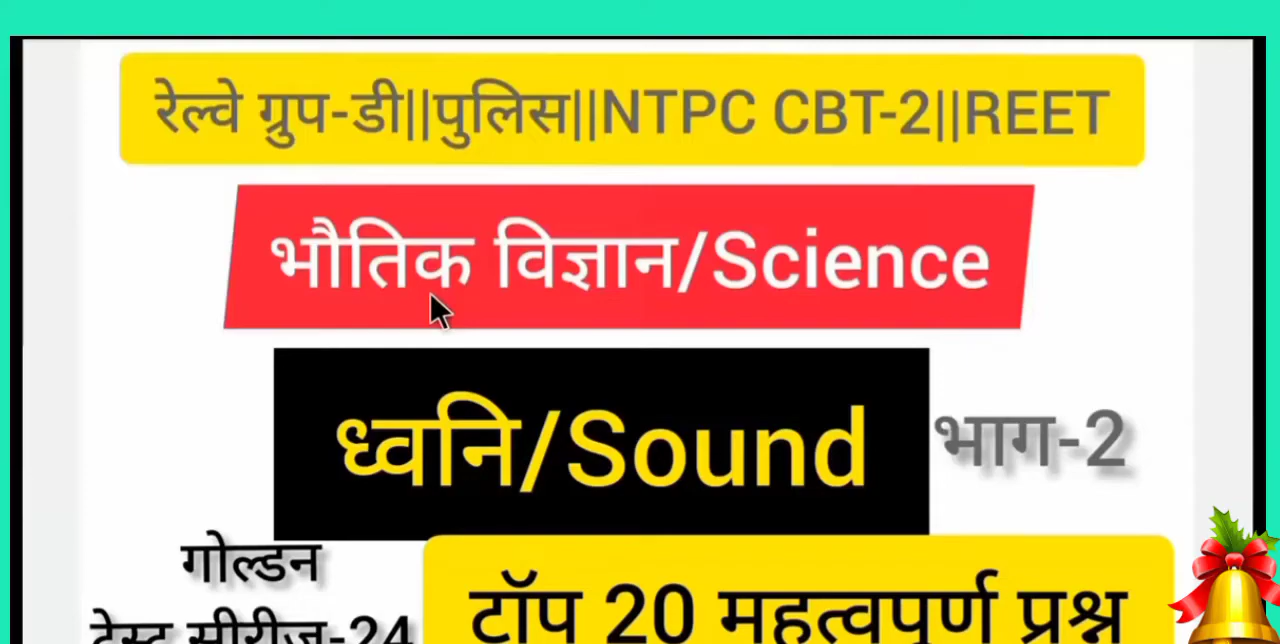 रेल्वे ग्रुप-डी||पुलिस||NTPC CBT-2||REET
भौतिक विज्ञान/Science
ध्वनि/Sound
भाग-2
गोल्डन
टेस्ट सीरीज-24
टॉप 20 महत्वपूर्ण प्रश्न